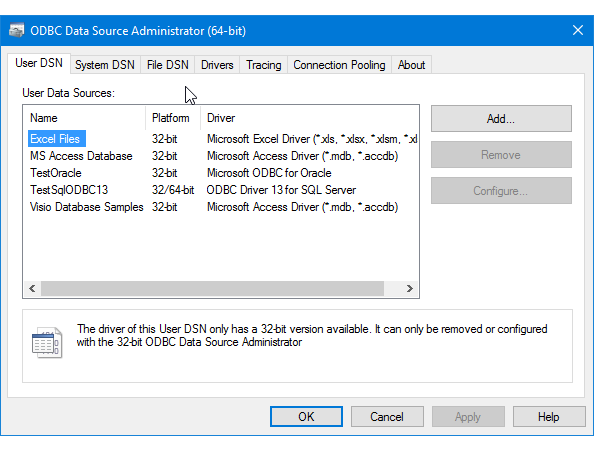 ODBC Data Source Administrator (64-bit)
User DSN System DSN File DSN Drivers Tracing Connection Pooling About
User Data Sources:
Name Platform Driver
Excel Files 32-bit Microsoft Excel Driver (*.xls, *.xlsx, *.xlsm, *.xl
MS Access Database 32-bit Microsoft Access Driver (*.mdb, *.accdb)
TestOracle 32-bit Microsoft ODBC for Oracle
TestSqlODBC13 32/64-bit ODBC Driver 13 for SQL Server
Visio Database Samples 32-bit Microsoft Access Driver (*.mdb, *.accdb)
Add...
Remove
Configure...
The driver of this User DSN only has a 32-bit version available. It can only be removed or configured
with the 32-bit ODBC Data Source Administrator
OK Cancel Apply Help